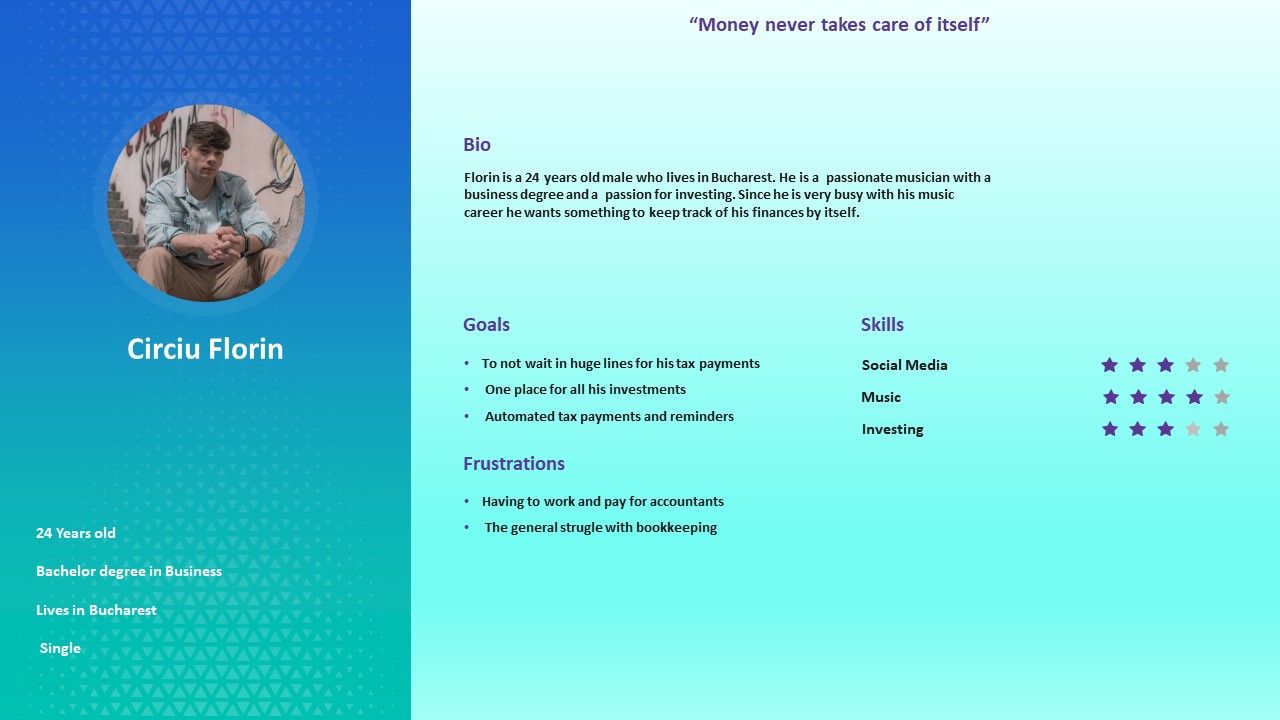 “Money never takes care of itself”
Circiu Florin
24 Years old
Bachelor degree in Business
Lives in Bucharest
Single
Bio
Florin is a 24 years old male who lives in Bucharest. He is a passionate musician with a
business degree and a passion for investing. Since he is very busy with his music
career he wants something to keep track of his finances by itself.
Goals
• To not wait in huge lines for his tax payments
• One place for all his investments
• Automated tax payments and reminders
Frustrations
• Having to work and pay for accountants
• The general strugle with bookkeeping
Skills
Social Media
Music
Investing